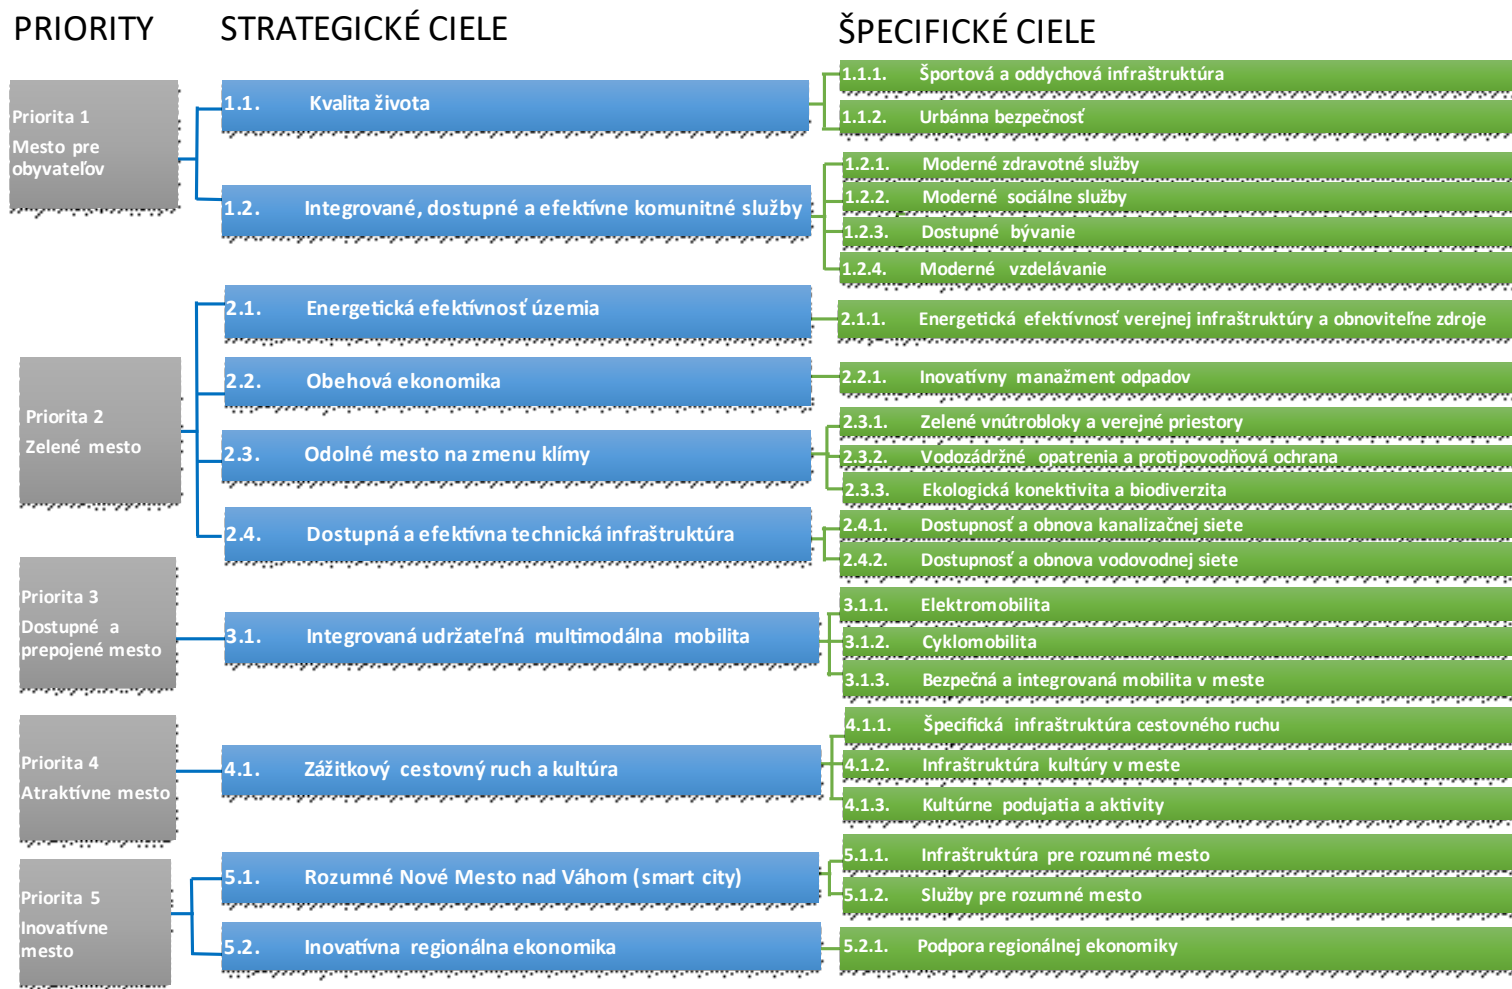 PRIORITY
STRATEGICKÉ CIELE
ŠPECIFICKÉ CIELE
Priorita 1
Mesto pre
obyvateľov
1.1. Kvalita života
1.1.1. Športová a oddychová infraštruktúra
1.1.2. Urbánna bezpečnosť
1.2. Integrované, dostupné a efektívne komunitné služby
1.2.1. Moderné zdravotné služby
1.2.2. Moderné sociálne služby
1.2.3. Dostupné bývanie
1.2.4. Moderné vzdelávanie
Priorita 2
Zelené mesto
2.1. Energetická efektívnosť územia
2.1.1. Energetická efektívnosť verejnej infraštruktúry a obnoviteľne zdroje
2.2. Obehová ekonomika
2.2.1. Inovatívny manažment odpadov
2.3. Odolné mesto na zmenu klímy
2.3.1. Zelené vnútrobloky a verejné priestory
2.3.2. Vodozádržné opatrenia a protipovodňová ochrana
2.3.3. Ekologická konektivita a biodiverzita
2.4. Dostupná a efektívna technická infraštruktúra
2.4.1. Dostupnosť a obnova kanalizačnej siete
2.4.2. Dostupnosť a obnova vodovodnej siete
Priorita 3
Dostupné a
prepojené mesto
3.1. Integrovaná udržateľná multimodálna mobilita
3.1.1. Elektromobilita
3.1.2. Cyklomobilita
3.1.3. Bezpečná a integrovaná mobilita v meste
Priorita 4
Atraktívne mesto
4.1. Zážitkový cestovný ruch a kultúra
4.1.1. Špecifická infraštruktúra cestovného ruchu
4.1.2. Infraštruktúra kultúry v meste
4.1.3. Kultúrne podujatia a aktivity
Priorita 5
Inovatívne
mesto
5.1. Rozumné Nové Mesto nad Váhom (smart city)
5.1.1. Infraštruktúra pre rozumné mesto
5.1.2. Služby pre rozumné mesto
5.2. Inovatívna regionálna ekonomika
5.2.1. Podpora regionálnej ekonomiky